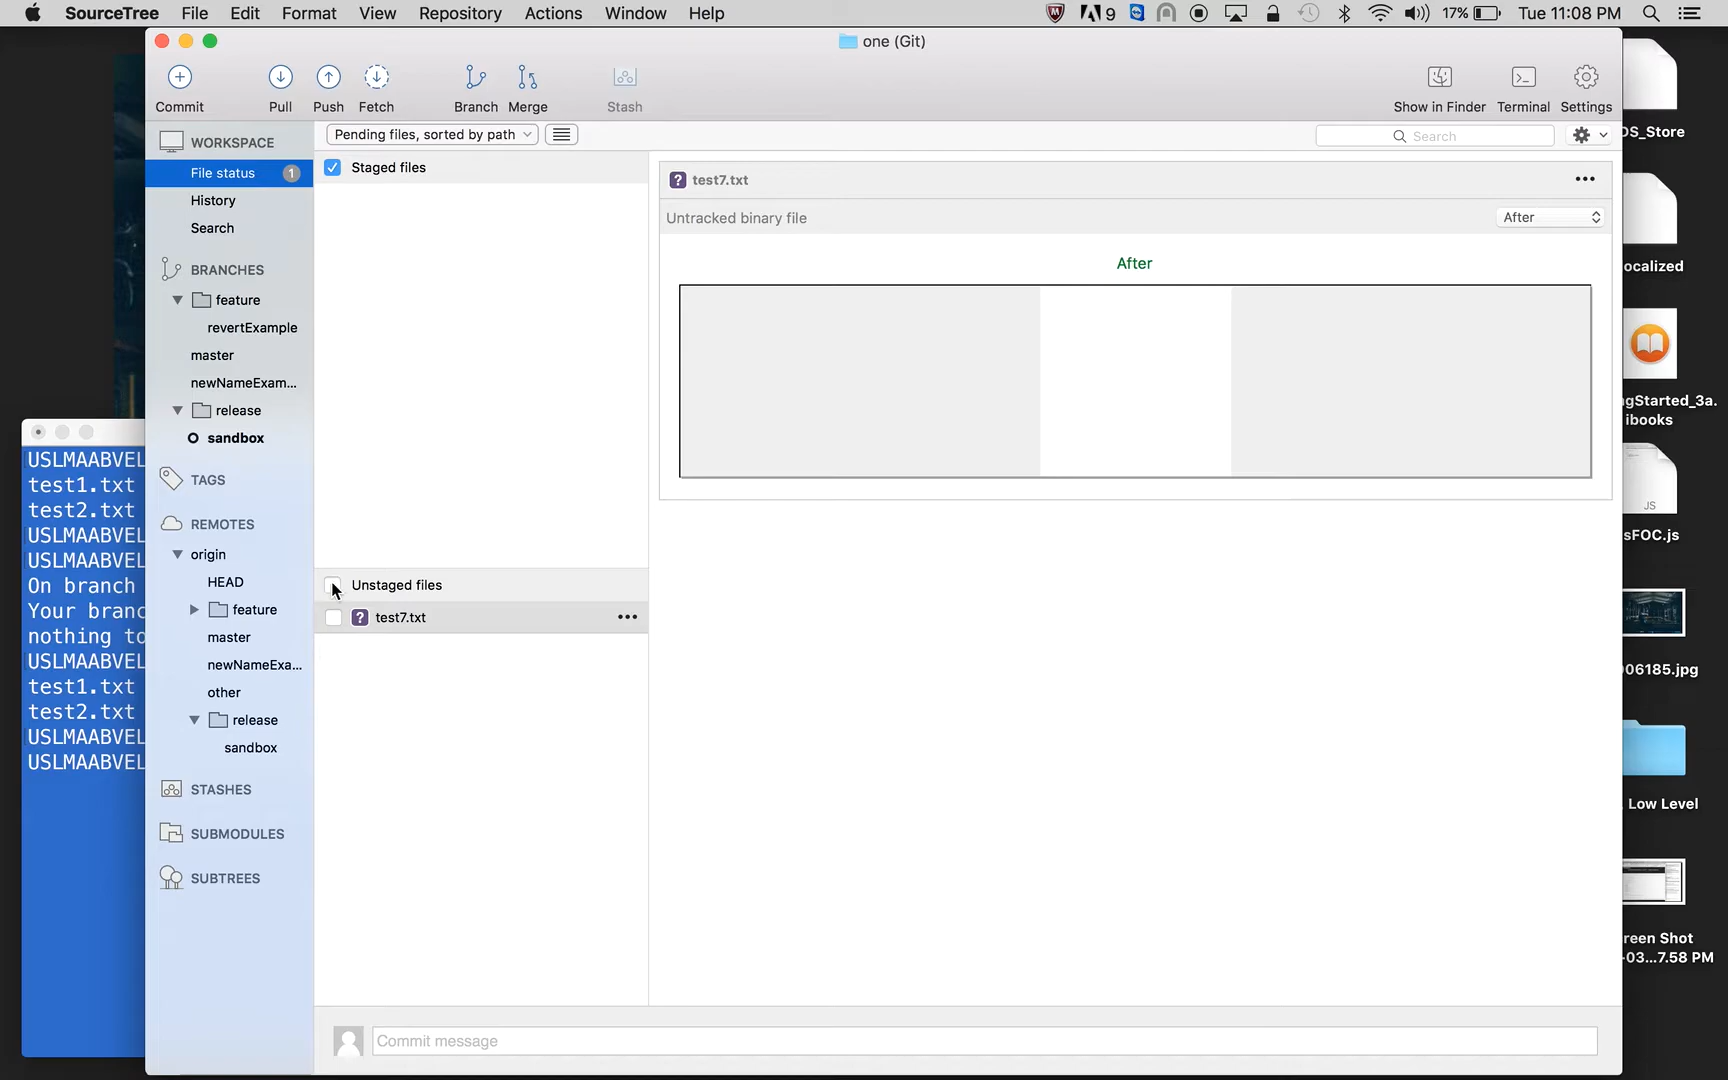 SourceTree File Edit Format View Repository Actions Window Help 9 17% Tue 11:08 PM
one (Git)
Commit Pull Push Fetch Branch Merge Stash Show in Finder Terminal Settings
WORKSPACE
File status 1
History
Search
BRANCHES
feature
revertExample
master
newNameExam...
release
sandbox
TAGS
REMOTES
origin
HEAD
feature
master
newNameExa...
other
release
sandbox
STASHES
SUBMODULES
SUBTREES
Pending files, sorted by path
Search
Staged files
Unstaged files
? test7.txt •••
? test7.txt •••
Untracked binary file
After
After
Commit message
USLMAABVEL
test1.txt
test2.txt
USLMAABVEL
USLMAABVEL
On branch
Your branc
nothing to
USLMAABVEL
test1.txt
test2.txt
USLMAABVEL
USLMAABVEL
DS_Store
ocalized
gStarted_3a.
ibooks
JS
sFOC.js
06185.jpg
Low Level
reen Shot
-03...7.58 PM